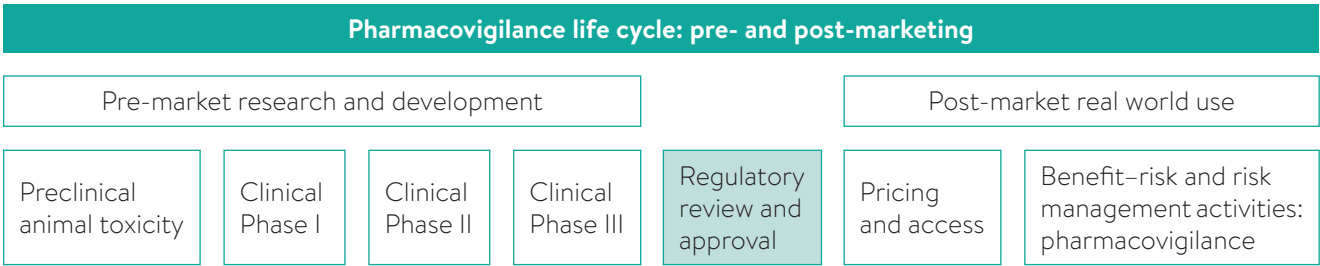 Pharmacovigilance life cycle: pre- and post-marketing
Pre-market research and development
Post-market real world use
Preclinical
animal toxicity
Clinical
Phase I
Clinical
Phase II
Clinical
Phase III
Regulatory
review and
approval
Pricing
and access
Benefit–risk and risk
management activities:
pharmacovigilance